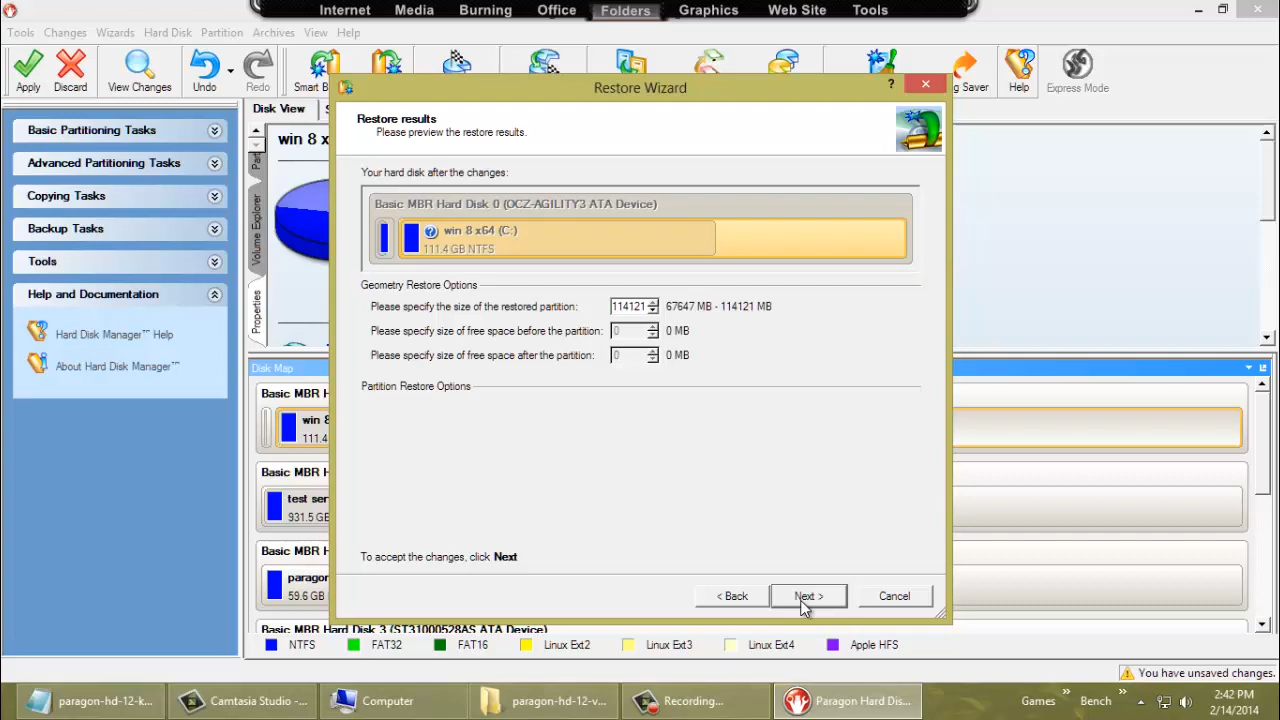 Internet Media Burning Office Folders Graphics Web Site Tools
Tools Changes Wizards Hard Disk Partition Archives View Help
Apply Discard View Changes Undo Redo Smart B Saver Help Express Mode
Restore Wizard
Disk View
Basic Partitioning Tasks
Advanced Partitioning Tasks
Copying Tasks
Backup Tasks
Tools
Help and Documentation
Hard Disk Manager™ Help
About Hard Disk Manager™
win 8 x
Volume Explorer
Properties
Restore results
Please preview the restore results.
Your hard disk after the changes:
Basic MBR Hard Disk 0 (OCZ-AGILITY3 ATA Device)
win 8 x64 (C:)
111.4 GB NTFS
Geometry Restore Options
Please specify the size of the restored partition: 114121 67647 MB - 114121 MB
Please specify size of free space before the partition: 0 0 MB
Please specify size of free space after the partition: 0 0 MB
Partition Restore Options
To accept the changes, click Next
< Back Next > Cancel
Disk Map
Basic MBR H
win 8
111.4
Basic MBR H
test ser
931.5 GB
Basic MBR H
parago
59.6 GB
Basic MBR Hard Disk 3 (ST31000528AS ATA Device)
NTFS FAT32 FAT16 Linux Ext2 Linux Ext3 Linux Ext4 Apple HFS
You have unsaved changes.
paragon-hd-12-k... Camtasia Studio -... Computer paragon-hd-12-v... Recording... Paragon Hard Dis...
Games » Bench »
2:42 PM
2/14/2014